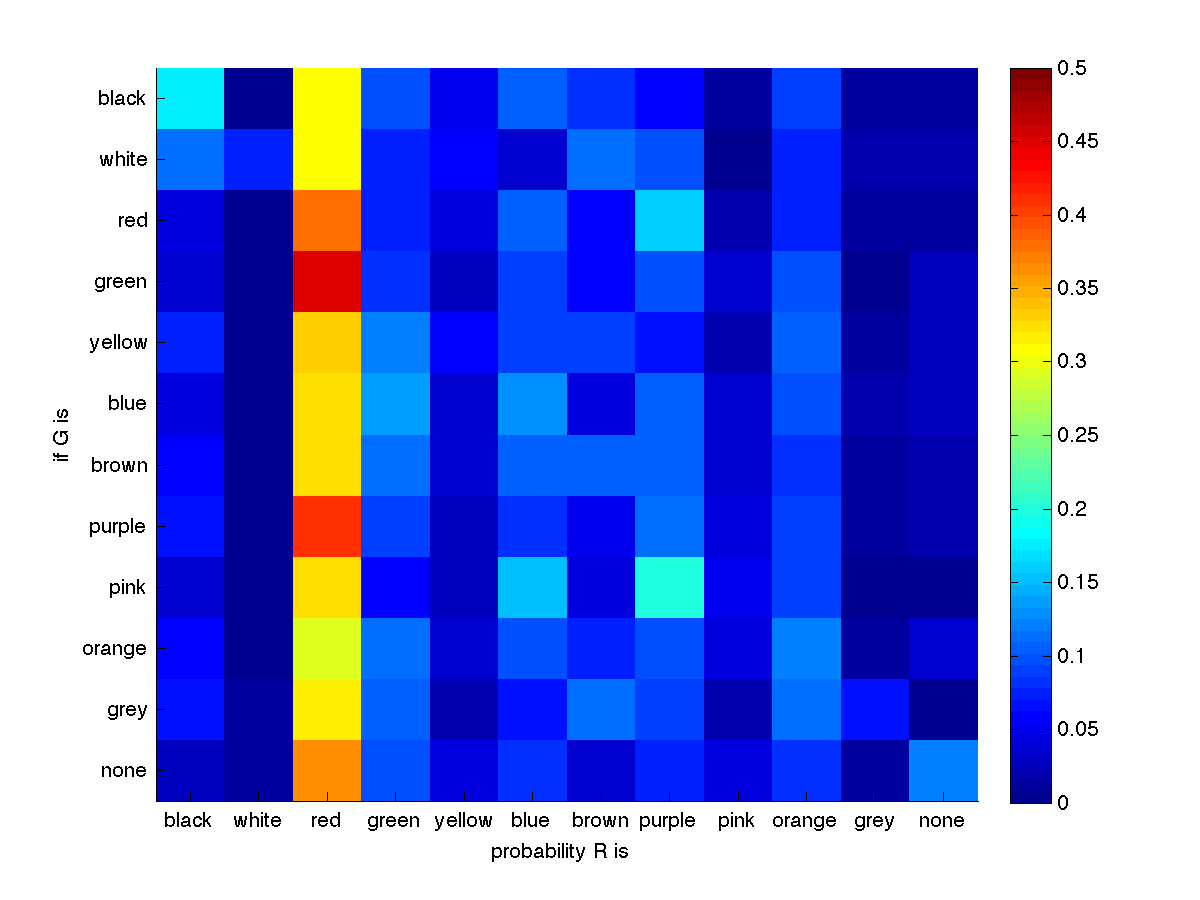 black
white
red
green
yellow
blue
brown
purple
pink
orange
grey
none
if G is
black white red green yellow blue brown purple pink orange grey none
probability R is
0.5
0.45
0.4
0.35
0.3
0.25
0.2
0.15
0.1
0.05
0